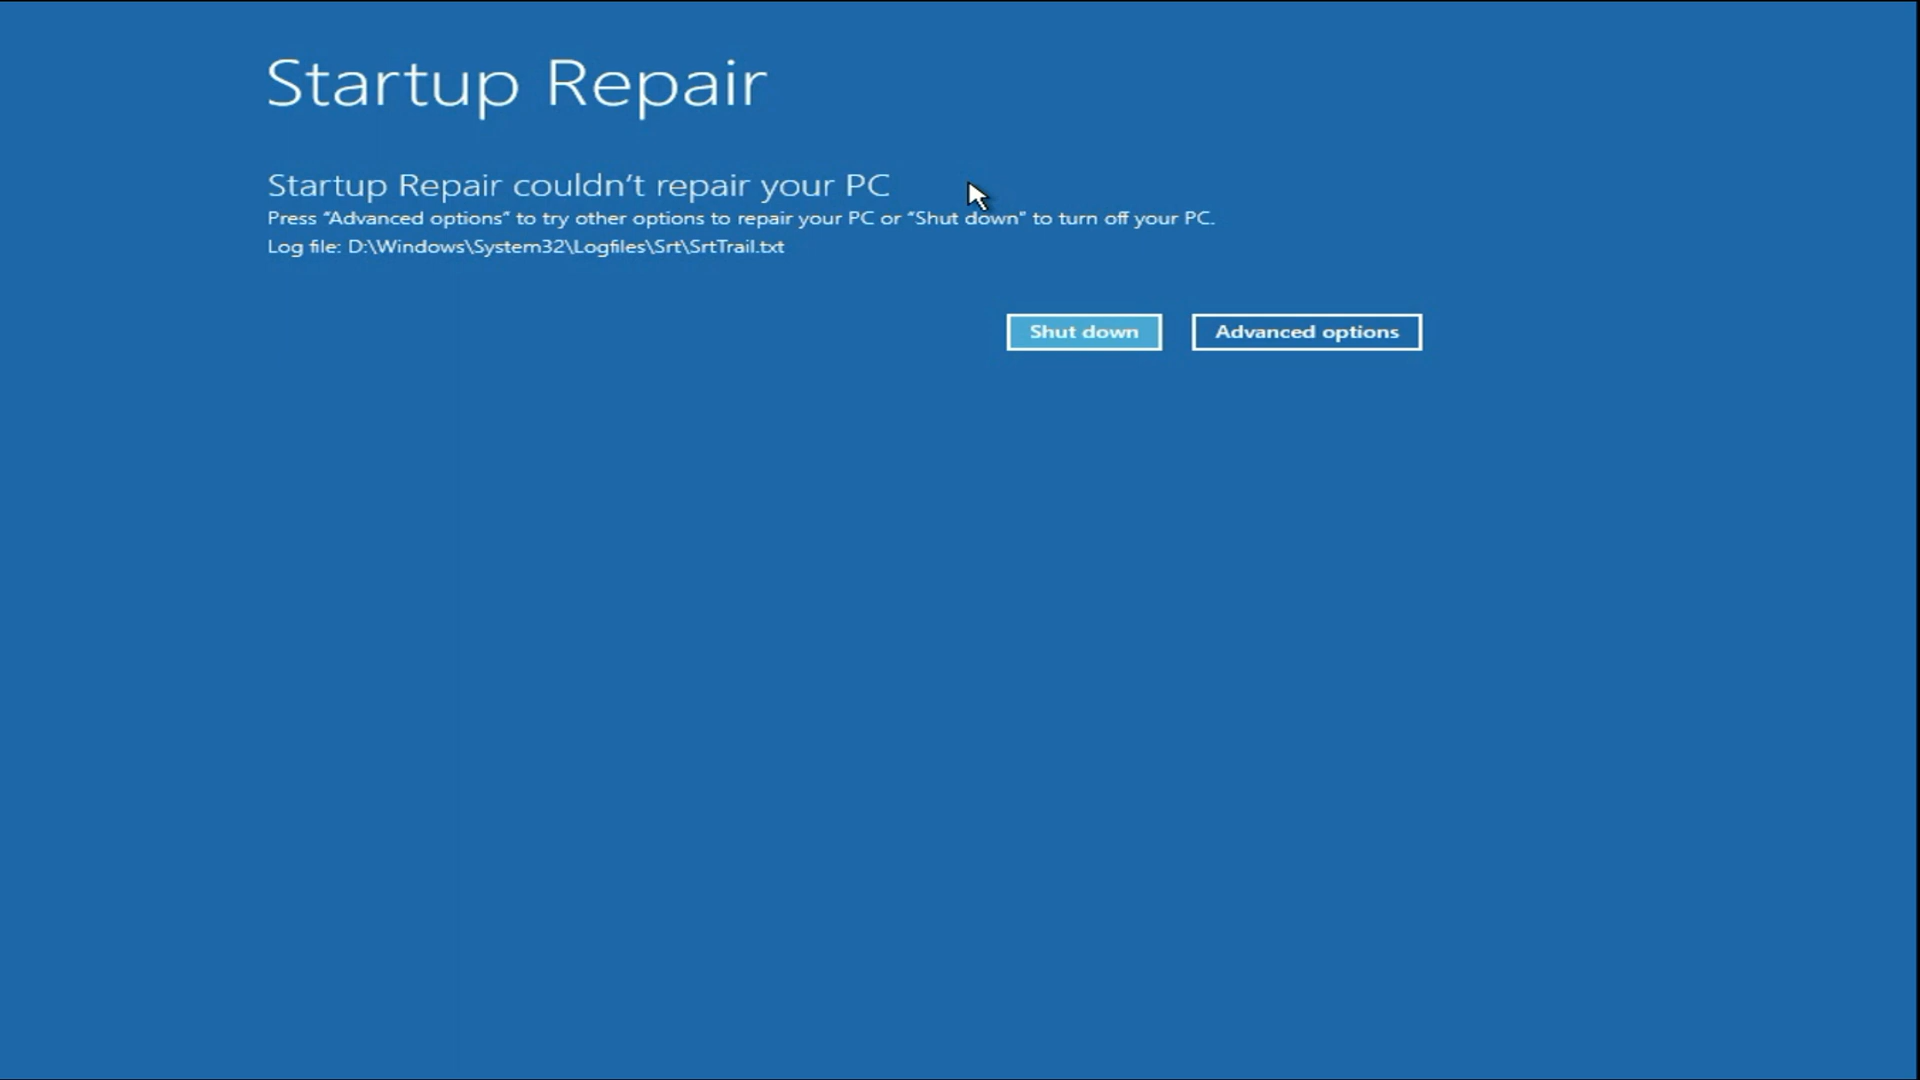 Startup Repair
Startup Repair couldn't repair your PC
Press “Advanced options” to try other options to repair your PC or “Shut down” to turn off your PC.
Log file: D:\Windows\System32\Logfiles\Srt\SrtTrail.txt
Shut down
Advanced options